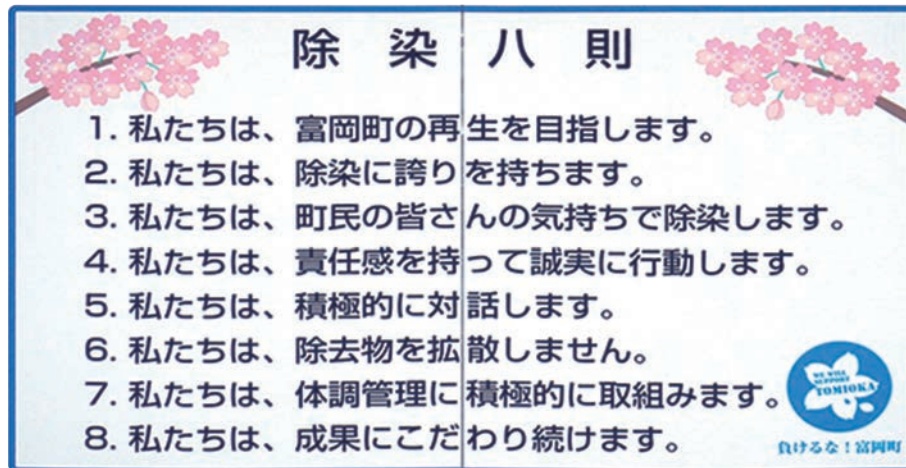 除染八則
1. 私たちは、富岡町の再生を目指します。
2. 私たちは、除染に誇りを持ちます。
3. 私たちは、町民の皆さんの気持ちで除染します。
4. 私たちは、責任感を持って誠実に行動します。
5. 私たちは、積極的に対話します。
6. 私たちは、除去物を拡散しません。
7. 私たちは、体調管理に積極的に取組みます。
8. 私たちは、成果にこだわり続けます。
WE WILL
SUPPORT
TOMIOKA
負けるな！富岡町